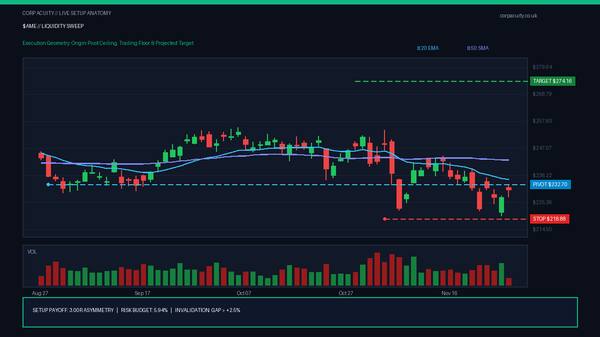 CORPACUITY // LIVE SETUP ANATOMY
corpacuity.co.uk
$AME // LIQUIDITY SWEEP
Execution Geometry: Origin Pivot Ceiling, Trailing Floor & Projected Target
20 EMA
50 SMA
$279.64
TARGET $274.16
$268.79
$257.93
$247.07
$236.22
PIVOT $232.70
$225.36
STOP $218.88
$214.50
VOL
Aug 27
Sep 17
Oct 07
Oct 27
Nov 16
SETUP PAYOFF: 3.00R ASYMMETRY | RISK BUDGET: 5.94% | INVALIDATION: GAP > +2.5%